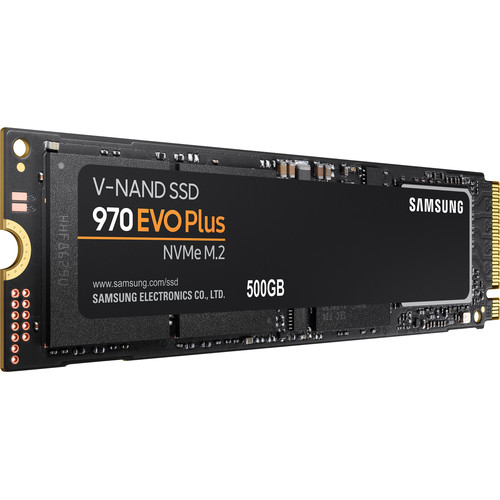 V-NAND SSD
970 EVO Plus
NVMe M.2
www.samsung.com/ssd
SAMSUNG ELECTRONICS CO., LTD.
500GB
SAMSUNG